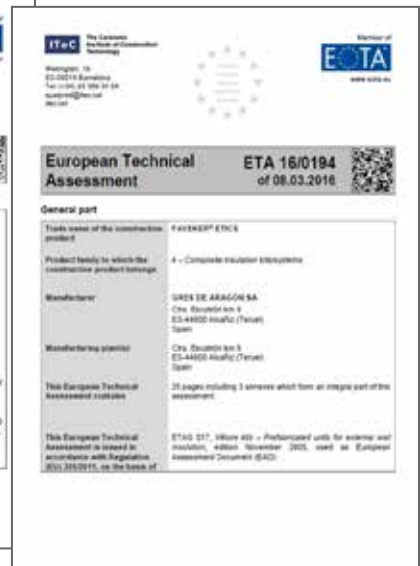 ITeC
The Catalonia
Institute of Construction
Technology
Wellington, 19
ES-08018 Barcelona
itec.cat
Member of
EOTA
www.eota.eu
European Technical
Assessment
ETA 16/0194
of 08.03.2016
General part
Trade name of the construction
product
FAVEKER® ETICS
Product family to which the
construction product belongs
4 – Composite insulation
Manufacturer
GRES DE ARAGÓN SA
Ctra. Escatrón km 9
ES-44600 Alcañiz (Teruel)
Spain
Manufacturing plant(s)
Ctra. Escatrón km 9
ES-44600 Alcañiz (Teruel)
Spain
This European Technical
Assessment contains
25 pages including 3 annexes which form an integral part of this
assessment.
This European Technical
Assessment is issued in
accordance with Regulation
(EU) 305/2011, on the basis of
ETAG 017, Vêture kits – Prefabricated units for external wall
insulation, edition November 2005, used as European
Assessment Document (EAD)